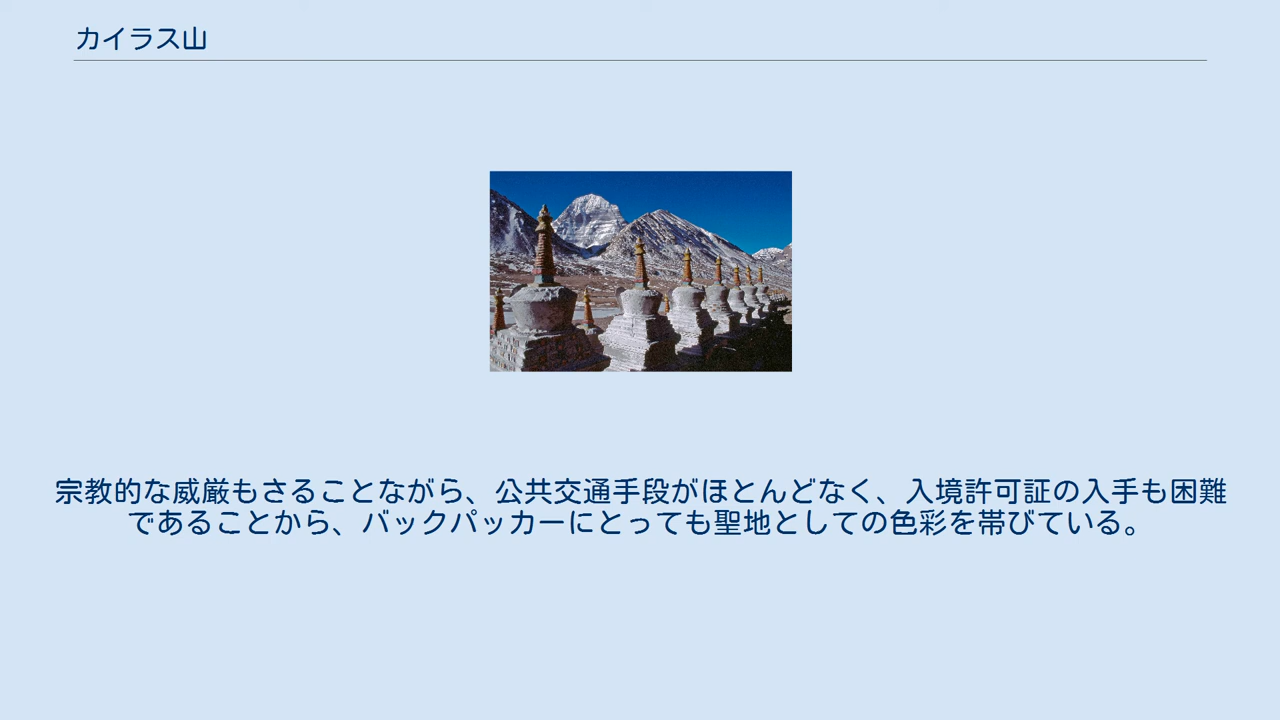 カイラス山
宗教的な威厳もさることながら、公共交通手段がほとんどなく、入境許可証の入手も困難
であることから、バックパッカーにとっても聖地としての色彩を帯びている。